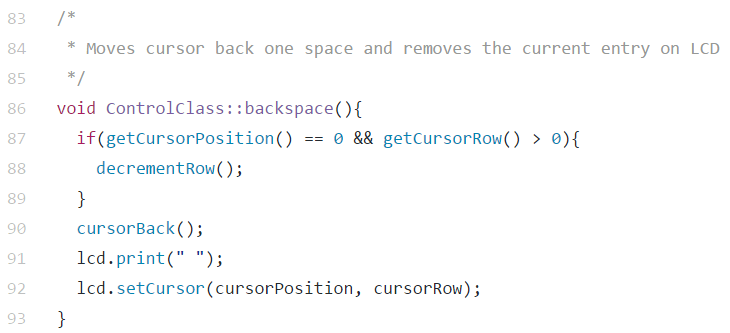 83 /*
84  * Moves cursor back one space and removes the current entry on LCD
85  */
86 void ControlClass::backspace(){
87   if(getCursorPosition() == 0 && getCursorRow() > 0){
88     decrementRow();
89   }
90   cursorBack();
91   lcd.print(" ");
92   lcd.setCursor(cursorPosition, cursorRow);
93 }